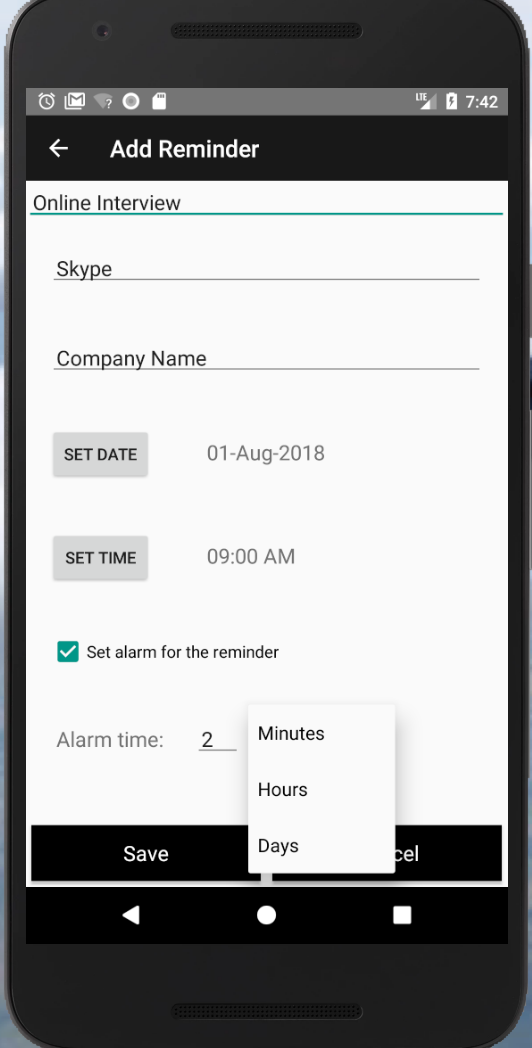 LTE 7:42
Add Reminder
Online Interview
Skype
Company Name
SET DATE 01-Aug-2018
SET TIME 09:00 AM
Set alarm for the reminder
Alarm time: 2
Minutes
Hours
Days
Save cel